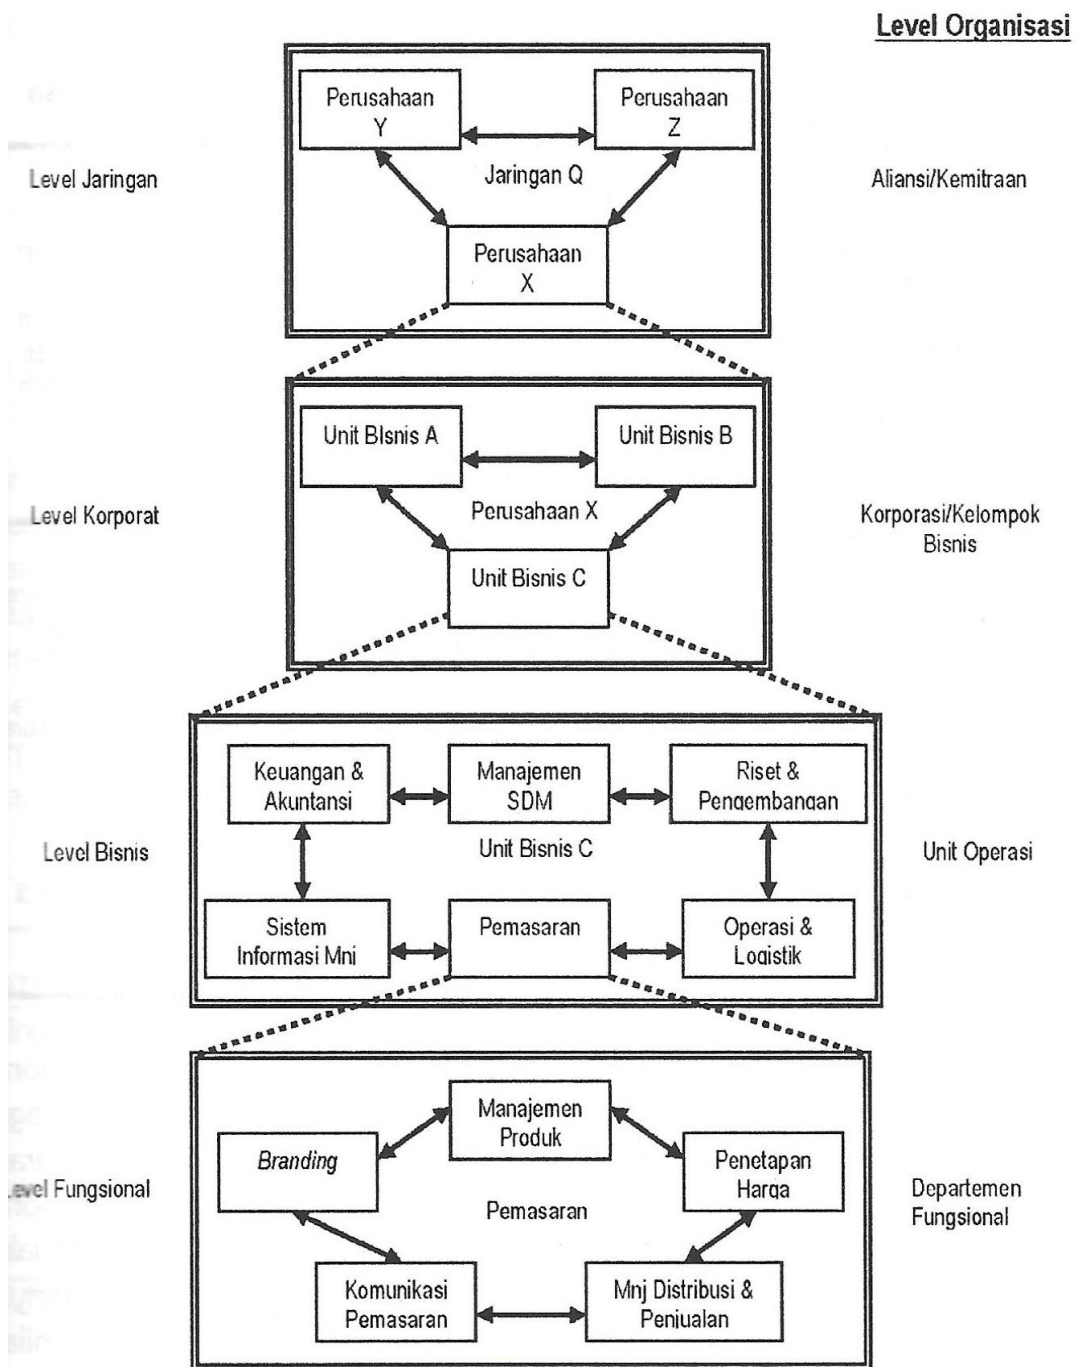 Level Organisasi
Perusahaan
Y
Perusahaan
Z
Jaringan Q
Level Jaringan
Aliansi/Kemitraan
Perusahaan
X
Unit BIsnis A
Unit Bisnis B
Perusahaan X
Level Korporat
Korporasi/Kelompok
Bisnis
Unit Bisnis C
Keuangan &
Akuntansi
Manajemen
SDM
Riset &
Pengembangan
Level Bisnis
Unit Bisnis C
Unit Operasi
Sistem
Informasi Mnj
Pemasaran
Operasi &
Logistik
Manajemen
Produk
Branding
Penetapan
Harga
Level Fungsional
Pemasaran
Departemen
Fungsional
Komunikasi
Pemasaran
Mnj Distribusi &
Penjualan